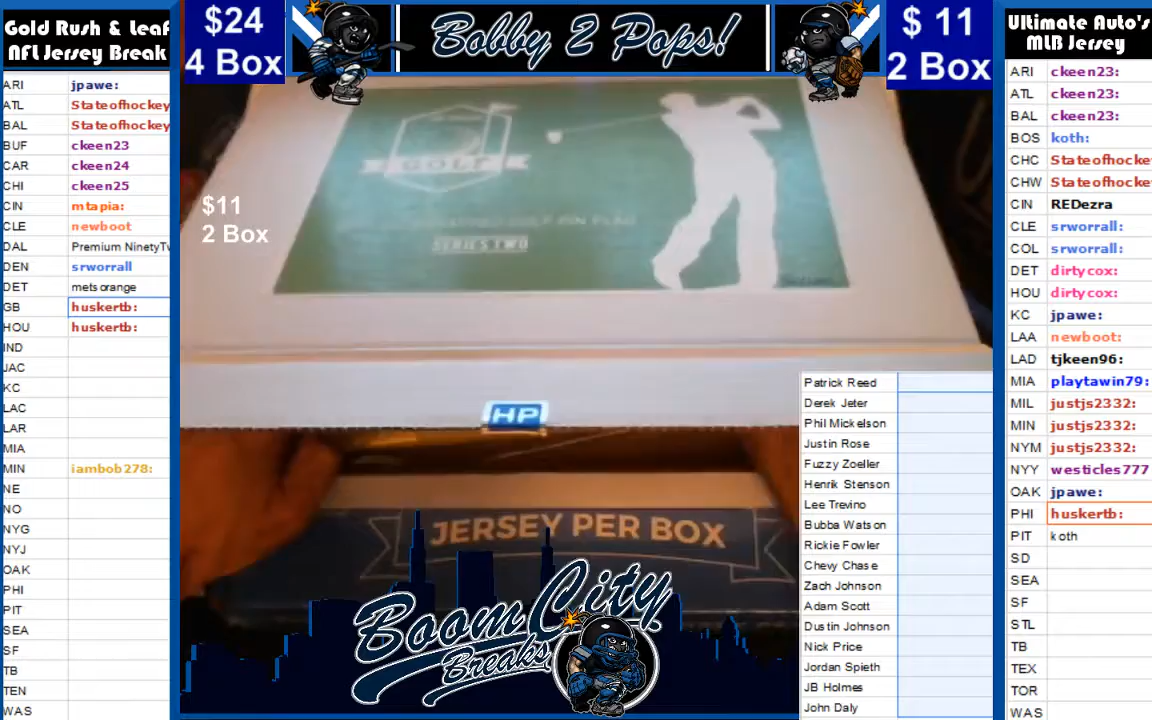 Gold Rush & Leaf
NFL Jersey Break
ARI jpawe:
ATL Stateofhockey
BAL Stateofhockey
BUF ckeen23
CAR ckeen24
CHI ckeen25
CIN mtapia:
CLE newboot
DAL Premium NinetyTw
DEN srworrall
DET mets orange
GB huskertb:
HOU huskertb:
IND
JAC
KC
LAC
LAR
MIA
MIN iambob278:
NE
NO
NYG
NYJ
OAK
PHI
PIT
SEA
SF
TB
TEN
WAS
$24
4 Box
Bobby 2 Pops!
$ 11
2 Box
$11
2 Box
GOLF
SERIES TWO
HP
JERSEY PER BOX
Boom City
Breaks
Patrick Reed
Derek Jeter
Phil Mickelson
Justin Rose
Fuzzy Zoeller
Henrik Stenson
Lee Trevino
Bubba Watson
Rickie Fowler
Chevy Chase
Zach Johnson
Adam Scott
Dustin Johnson
Nick Price
Jordan Spieth
JB Holmes
John Daly
Ultimate Auto's
MLB Jersey
ARI ckeen23:
ATL ckeen23:
BAL ckeen23:
BOS koth:
CHC Stateofhocke
CHW Stateofhocke
CIN REDezra
CLE srworrall:
COL srworrall:
DET dirtycox:
HOU dirtycox:
KC jpawe:
LAA newboot:
LAD tjkeen96:
MIA playtawin79:
MIL justjs2332:
MIN justjs2332:
NYM justjs2332:
NYY westicles777
OAK jpawe:
PHI huskertb:
PIT koth
SD
SEA
SF
STL
TB
TEX
TOR
WAS